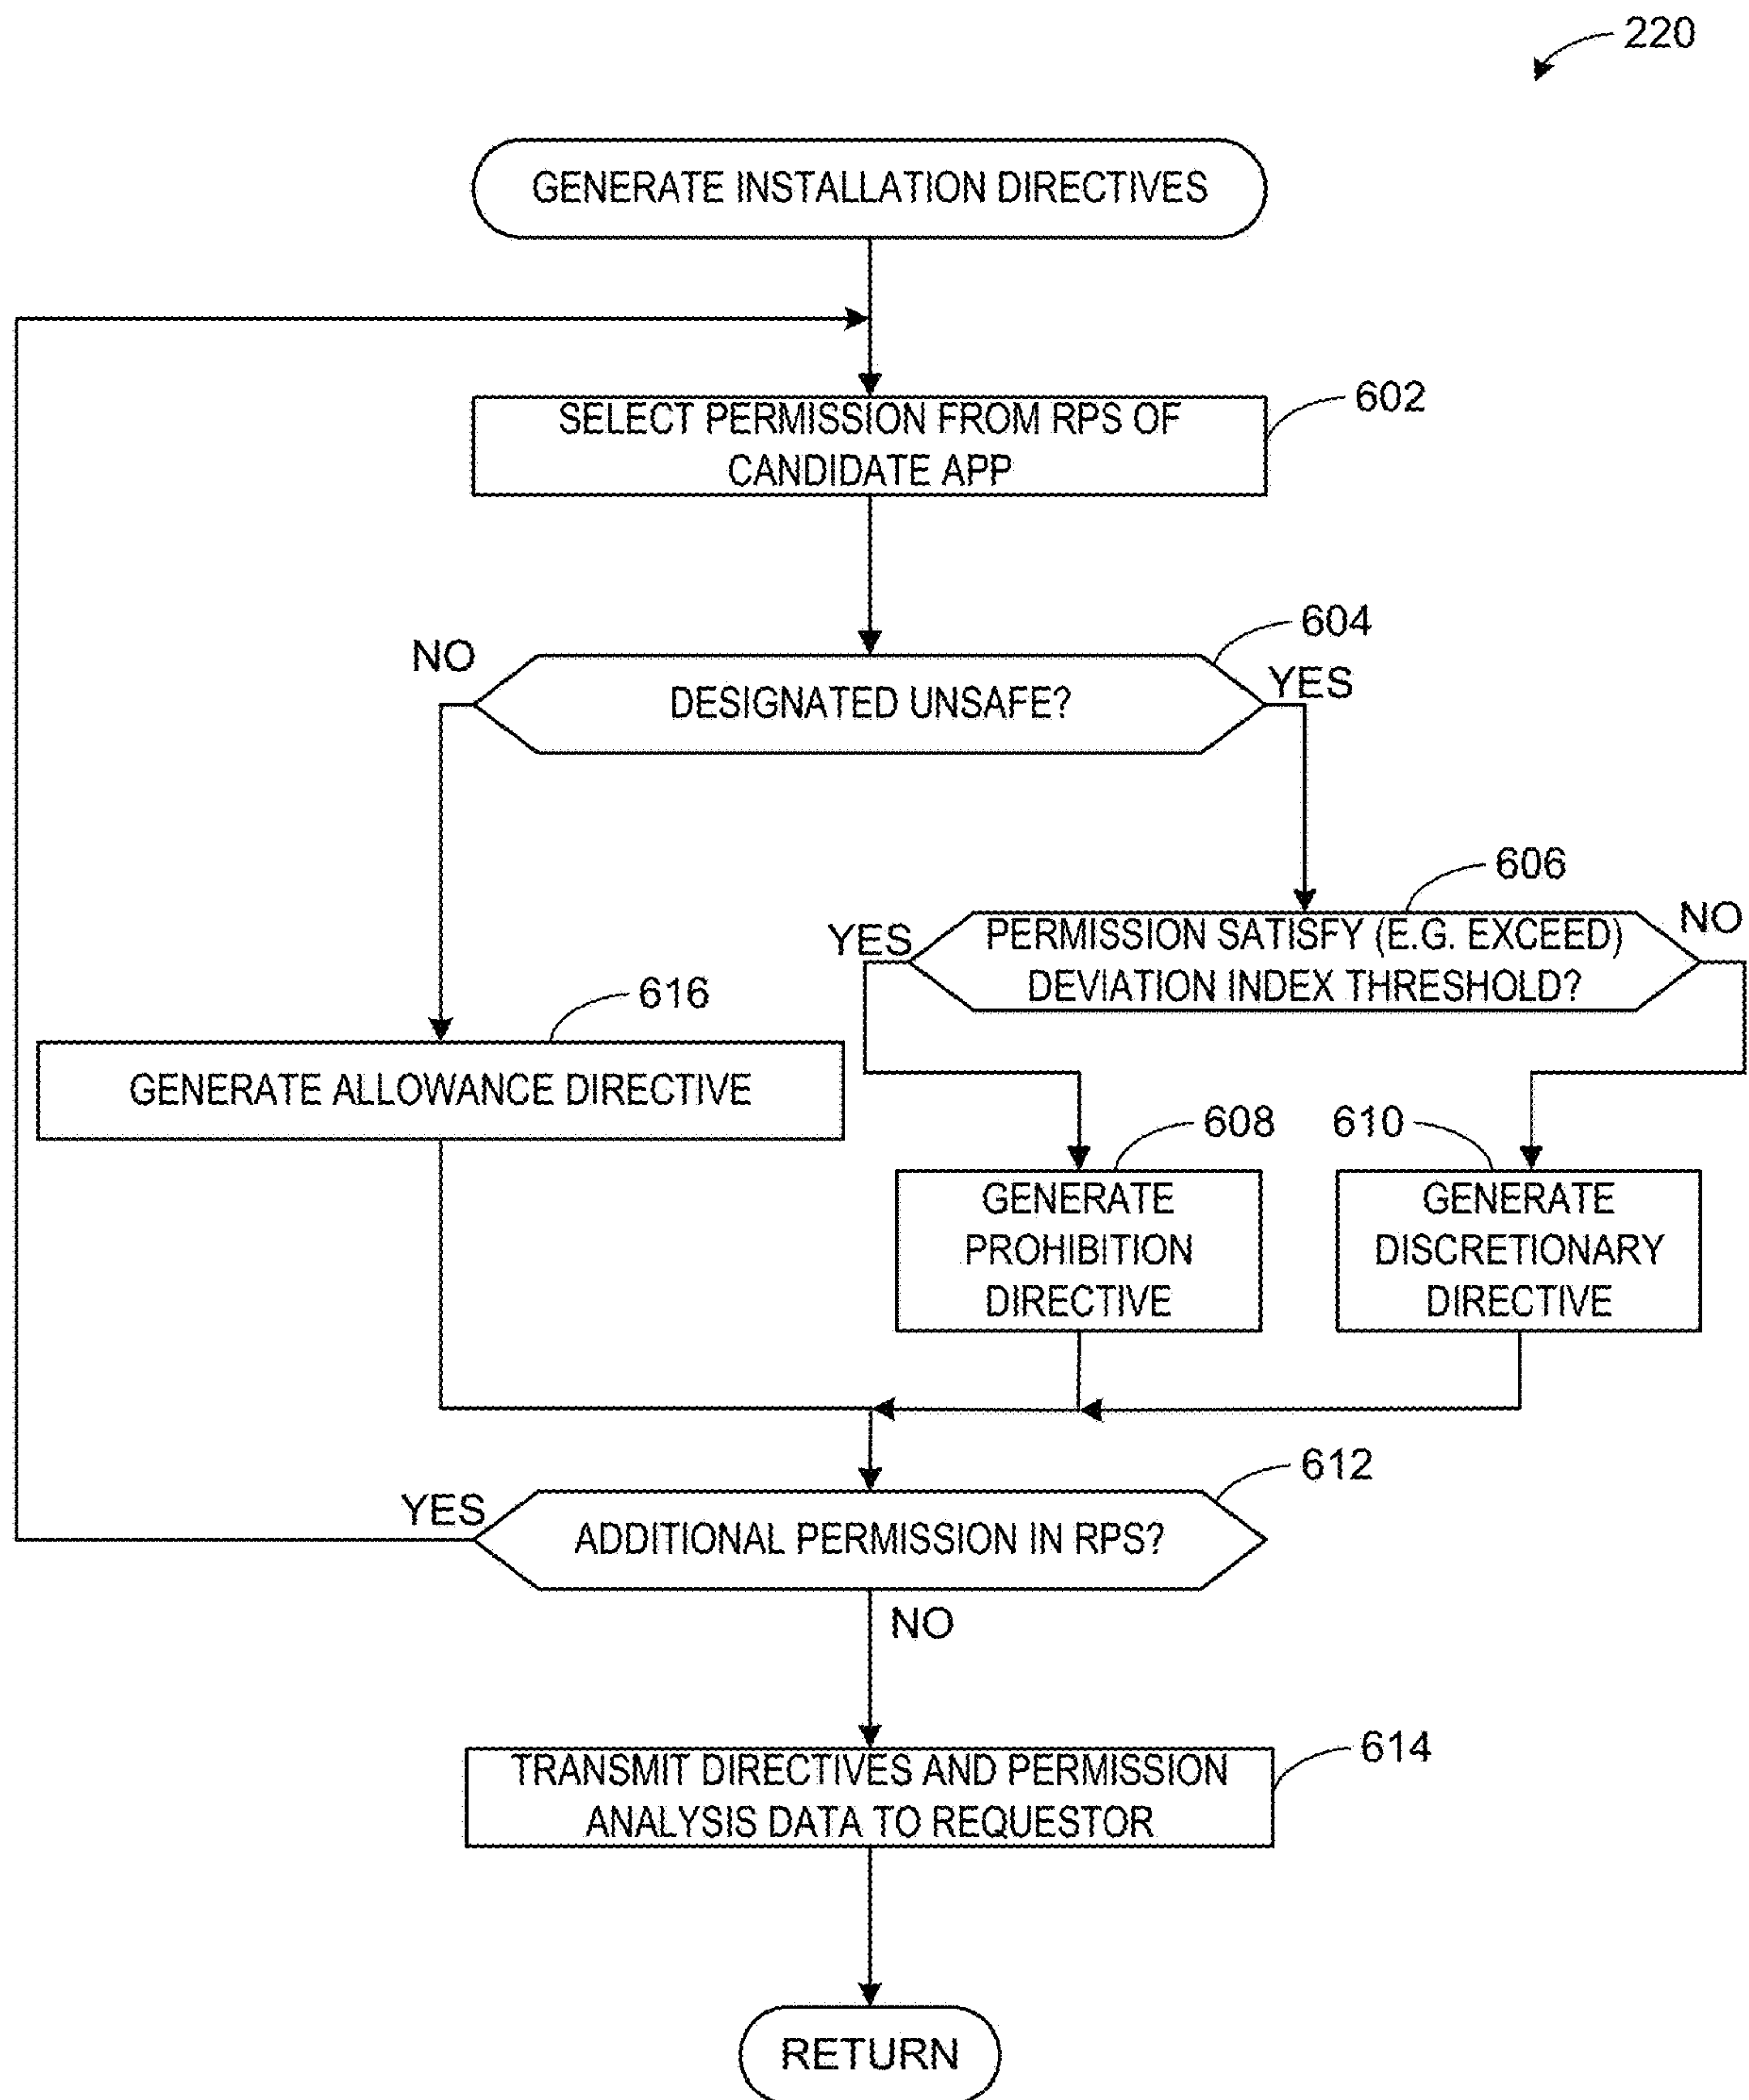 220
GENERATE INSTALLATION DIRECTIVES
602
SELECT PERMISSION FROM RPS OF
CANDIDATE APP
604
NO
YES
DESIGNATED UNSAFE?
606
YES
NO
PERMISSION SATISFY (E.G. EXCEED)
DEVIATION INDEX THRESHOLD?
616
GENERATE ALLOWANCE DIRECTIVE
608
610
GENERATE
PROHIBITION
DIRECTIVE
GENERATE
DISCRETIONARY
DIRECTIVE
612
YES
ADDITIONAL PERMISSION IN RPS?
NO
614
TRANSMIT DIRECTIVES AND PERMISSION
ANALYSIS DATA TO REQUESTOR
RETURN